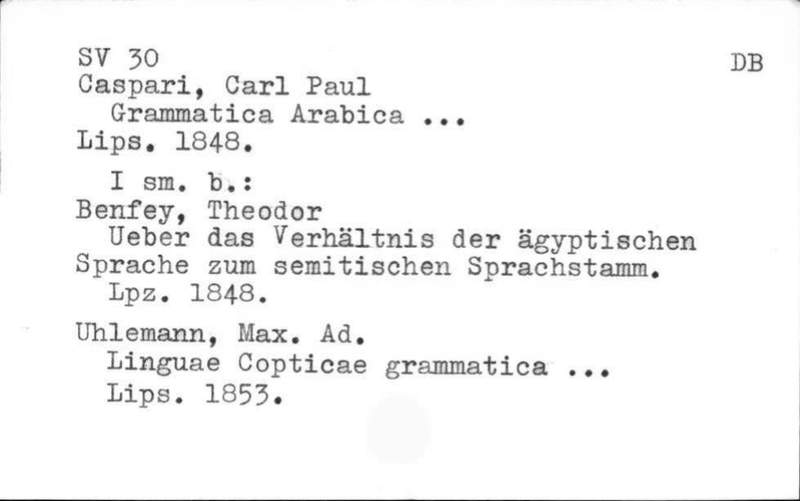 SV 30 DB
Caspari, Carl Paul
Grammatica Arabica ...
Lips. 1848.
I sm. b.:
Benfey, Theodor
Ueber das Verhältnis der ägyptischen
Sprache zum semitischen Sprachstamm.
Lpz. 1848.
Uhlemann, Max. Ad.
Linguae Copticae grammatica ...
Lips. 1853.